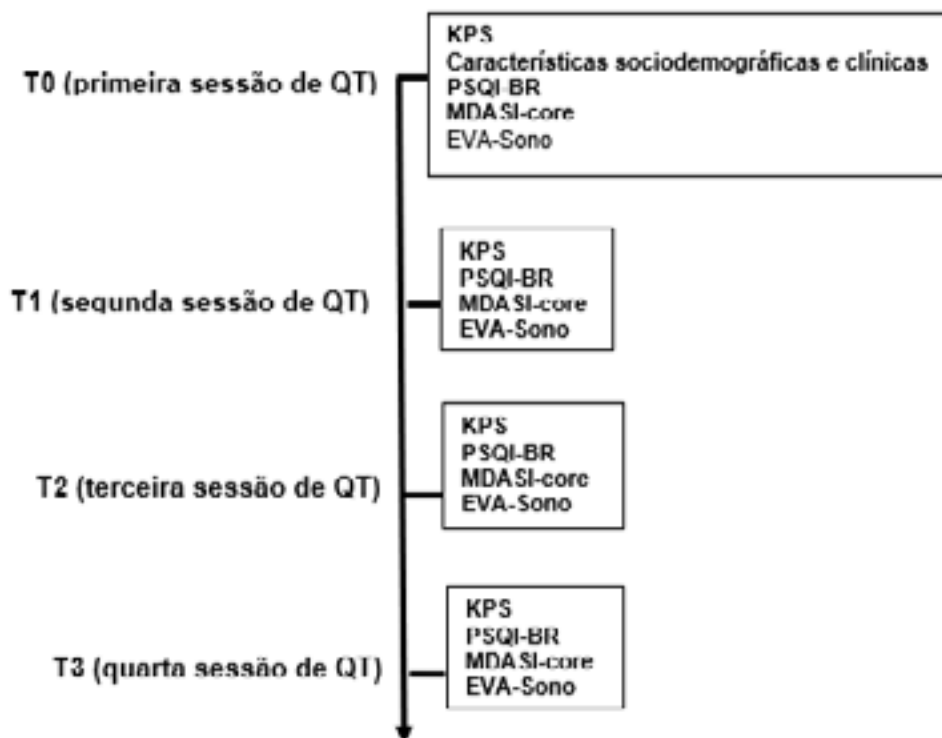 T0 (primeira sessão de QT)
KPS
Características sociodemográficas e clínicas
PSQI-BR
MDASI-core
EVA-Sono
T1 (segunda sessão de QT)
KPS
PSQI-BR
MDASI-core
EVA-Sono
T2 (terceira sessão de QT)
KPS
PSQI-BR
MDASI-core
EVA-Sono
T3 (quarta sessão de QT)
KPS
PSQI-BR
MDASI-core
EVA-Sono